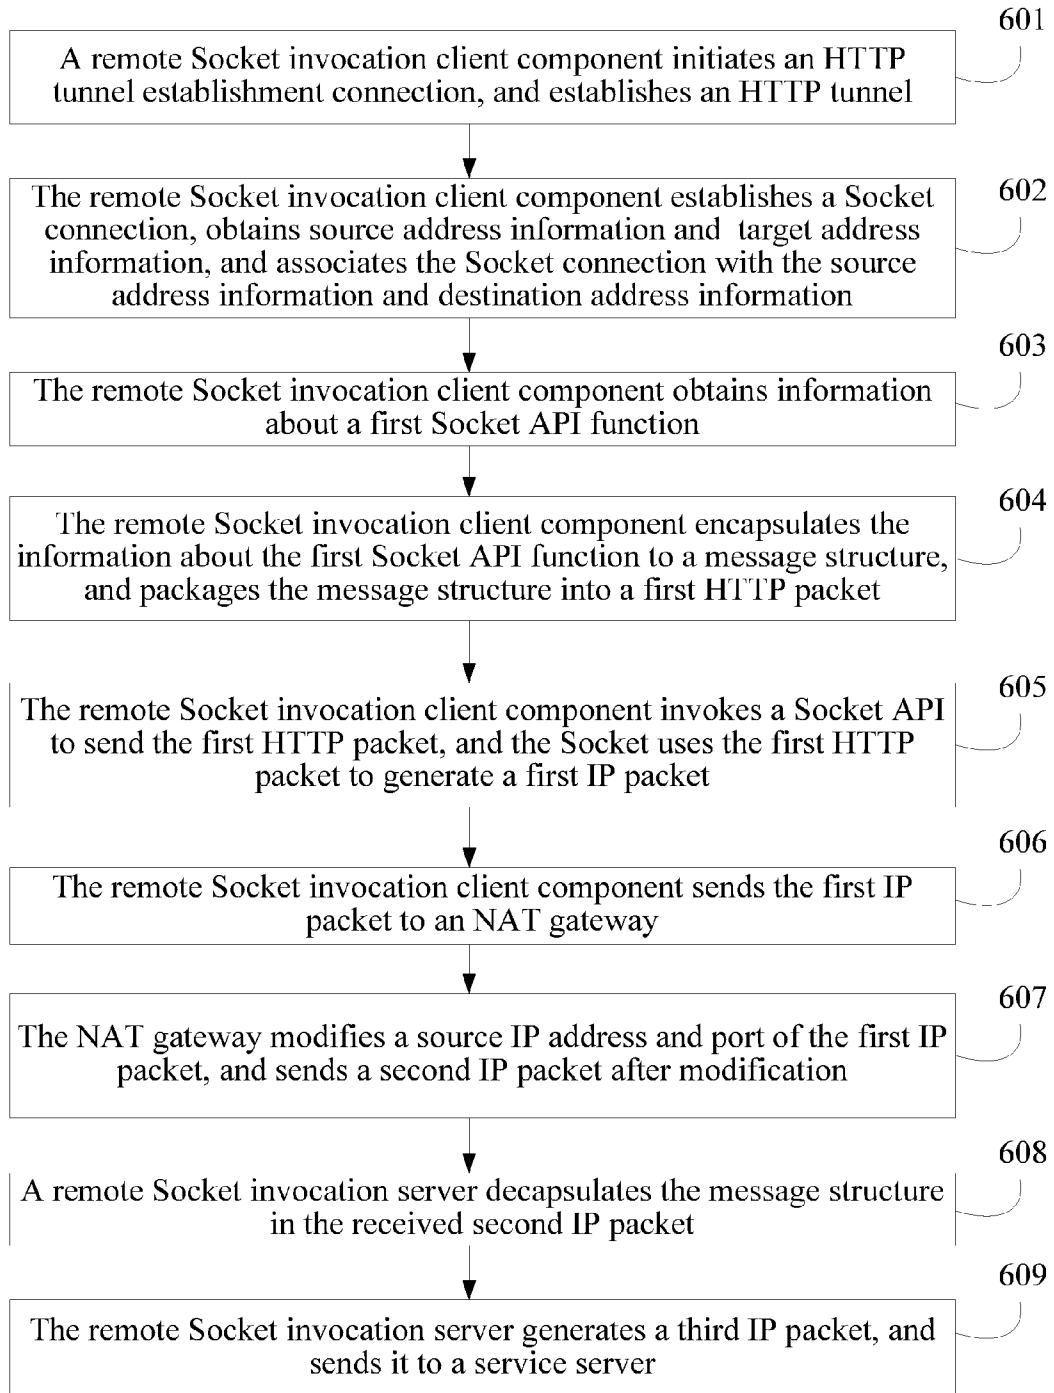 601
A remote Socket invocation client component initiates an HTTP
tunnel establishment connection, and establishes an HTTP tunnel
602
The remote Socket invocation client component establishes a Socket
connection, obtains source address information and target address
information, and associates the Socket connection with the source
address information and destination address information
603
The remote Socket invocation client component obtains information
about a first Socket API function
604
The remote Socket invocation client component encapsulates the
information about the first Socket API function to a message structure,
and packages the message structure into a first HTTP packet
605
The remote Socket invocation client component invokes a Socket API
to send the first HTTP packet, and the Socket uses the first HTTP
packet to generate a first IP packet
606
The remote Socket invocation client component sends the first IP
packet to an NAT gateway
607
The NAT gateway modifies a source IP address and port of the first IP
packet, and sends a second IP packet after modification
608
A remote Socket invocation server decapsulates the message structure
in the received second IP packet
609
The remote Socket invocation server generates a third IP packet, and
sends it to a service server